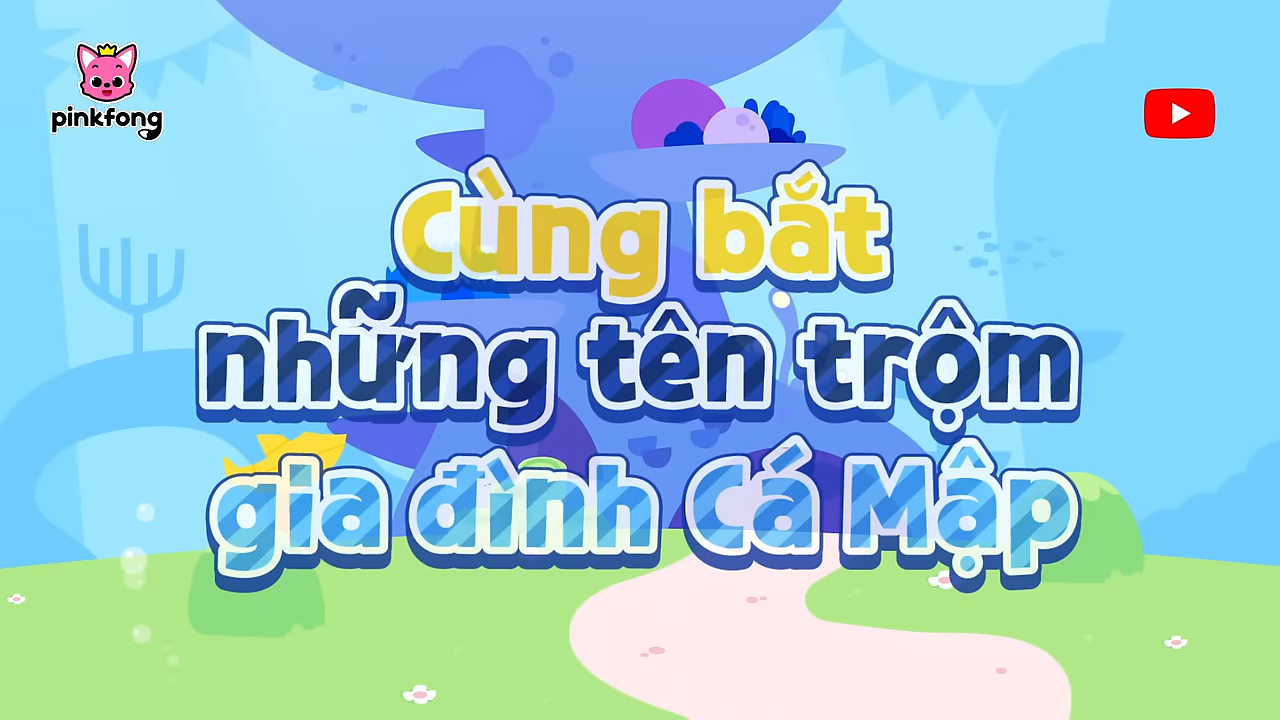 pinkfong
Cùng bắt
những tên trộm
gia đình Cá Mập